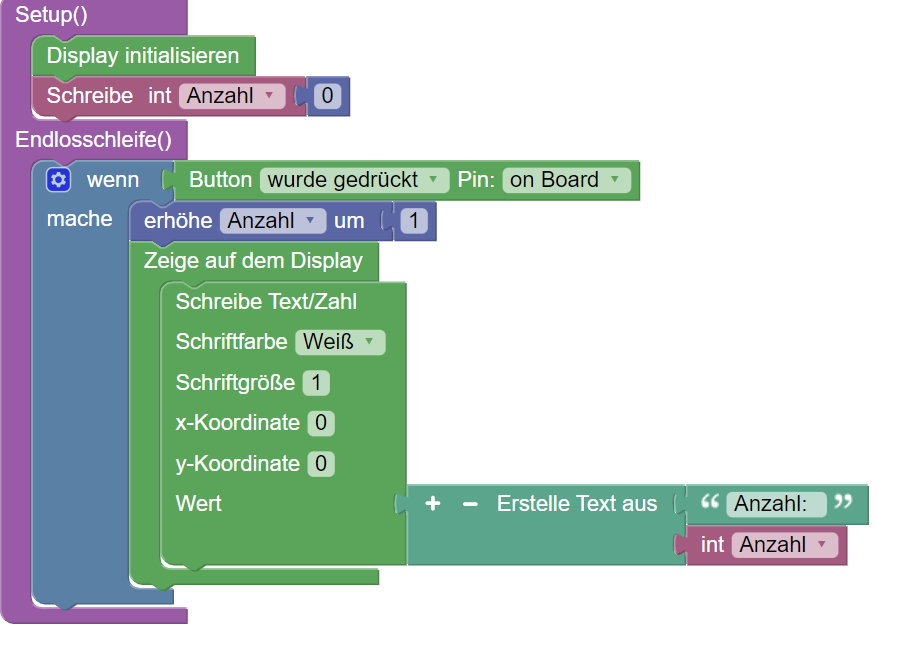 Setup()
Display initialisieren
Schreibe int Anzahl 0
Endlosschleife()
wenn Button wurde gedrückt Pin: on Board
mache erhöhe Anzahl um 1
Zeige auf dem Display
Schreibe Text/Zahl
Schriftfarbe Weiß
Schriftgröße 1
x-Koordinate 0
y-Koordinate 0
Wert + − Erstelle Text aus “ Anzahl: ”
int Anzahl